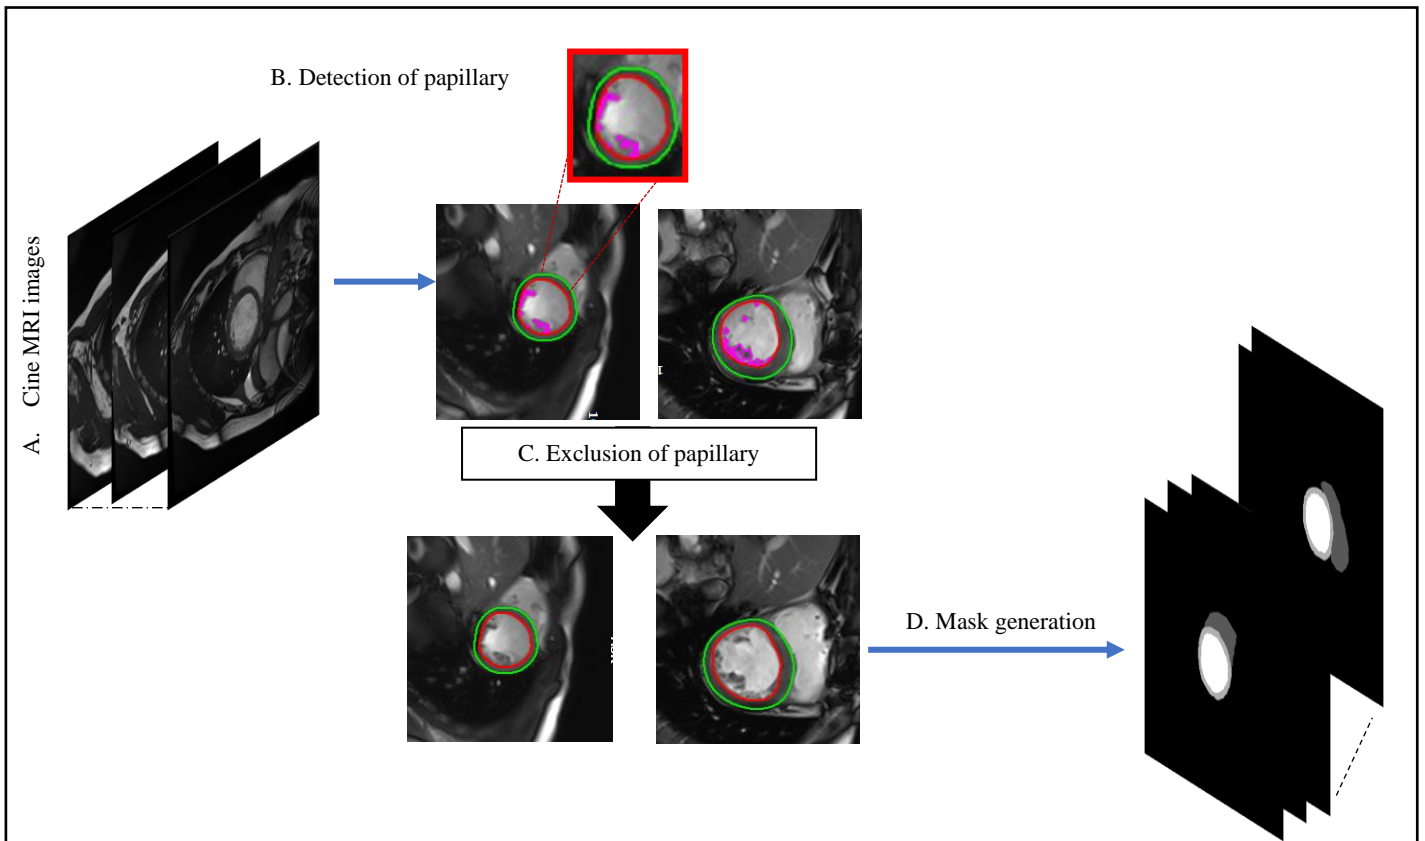 B. Detection of papillary
A. Cine MRI images
C. Exclusion of papillary
D. Mask generation